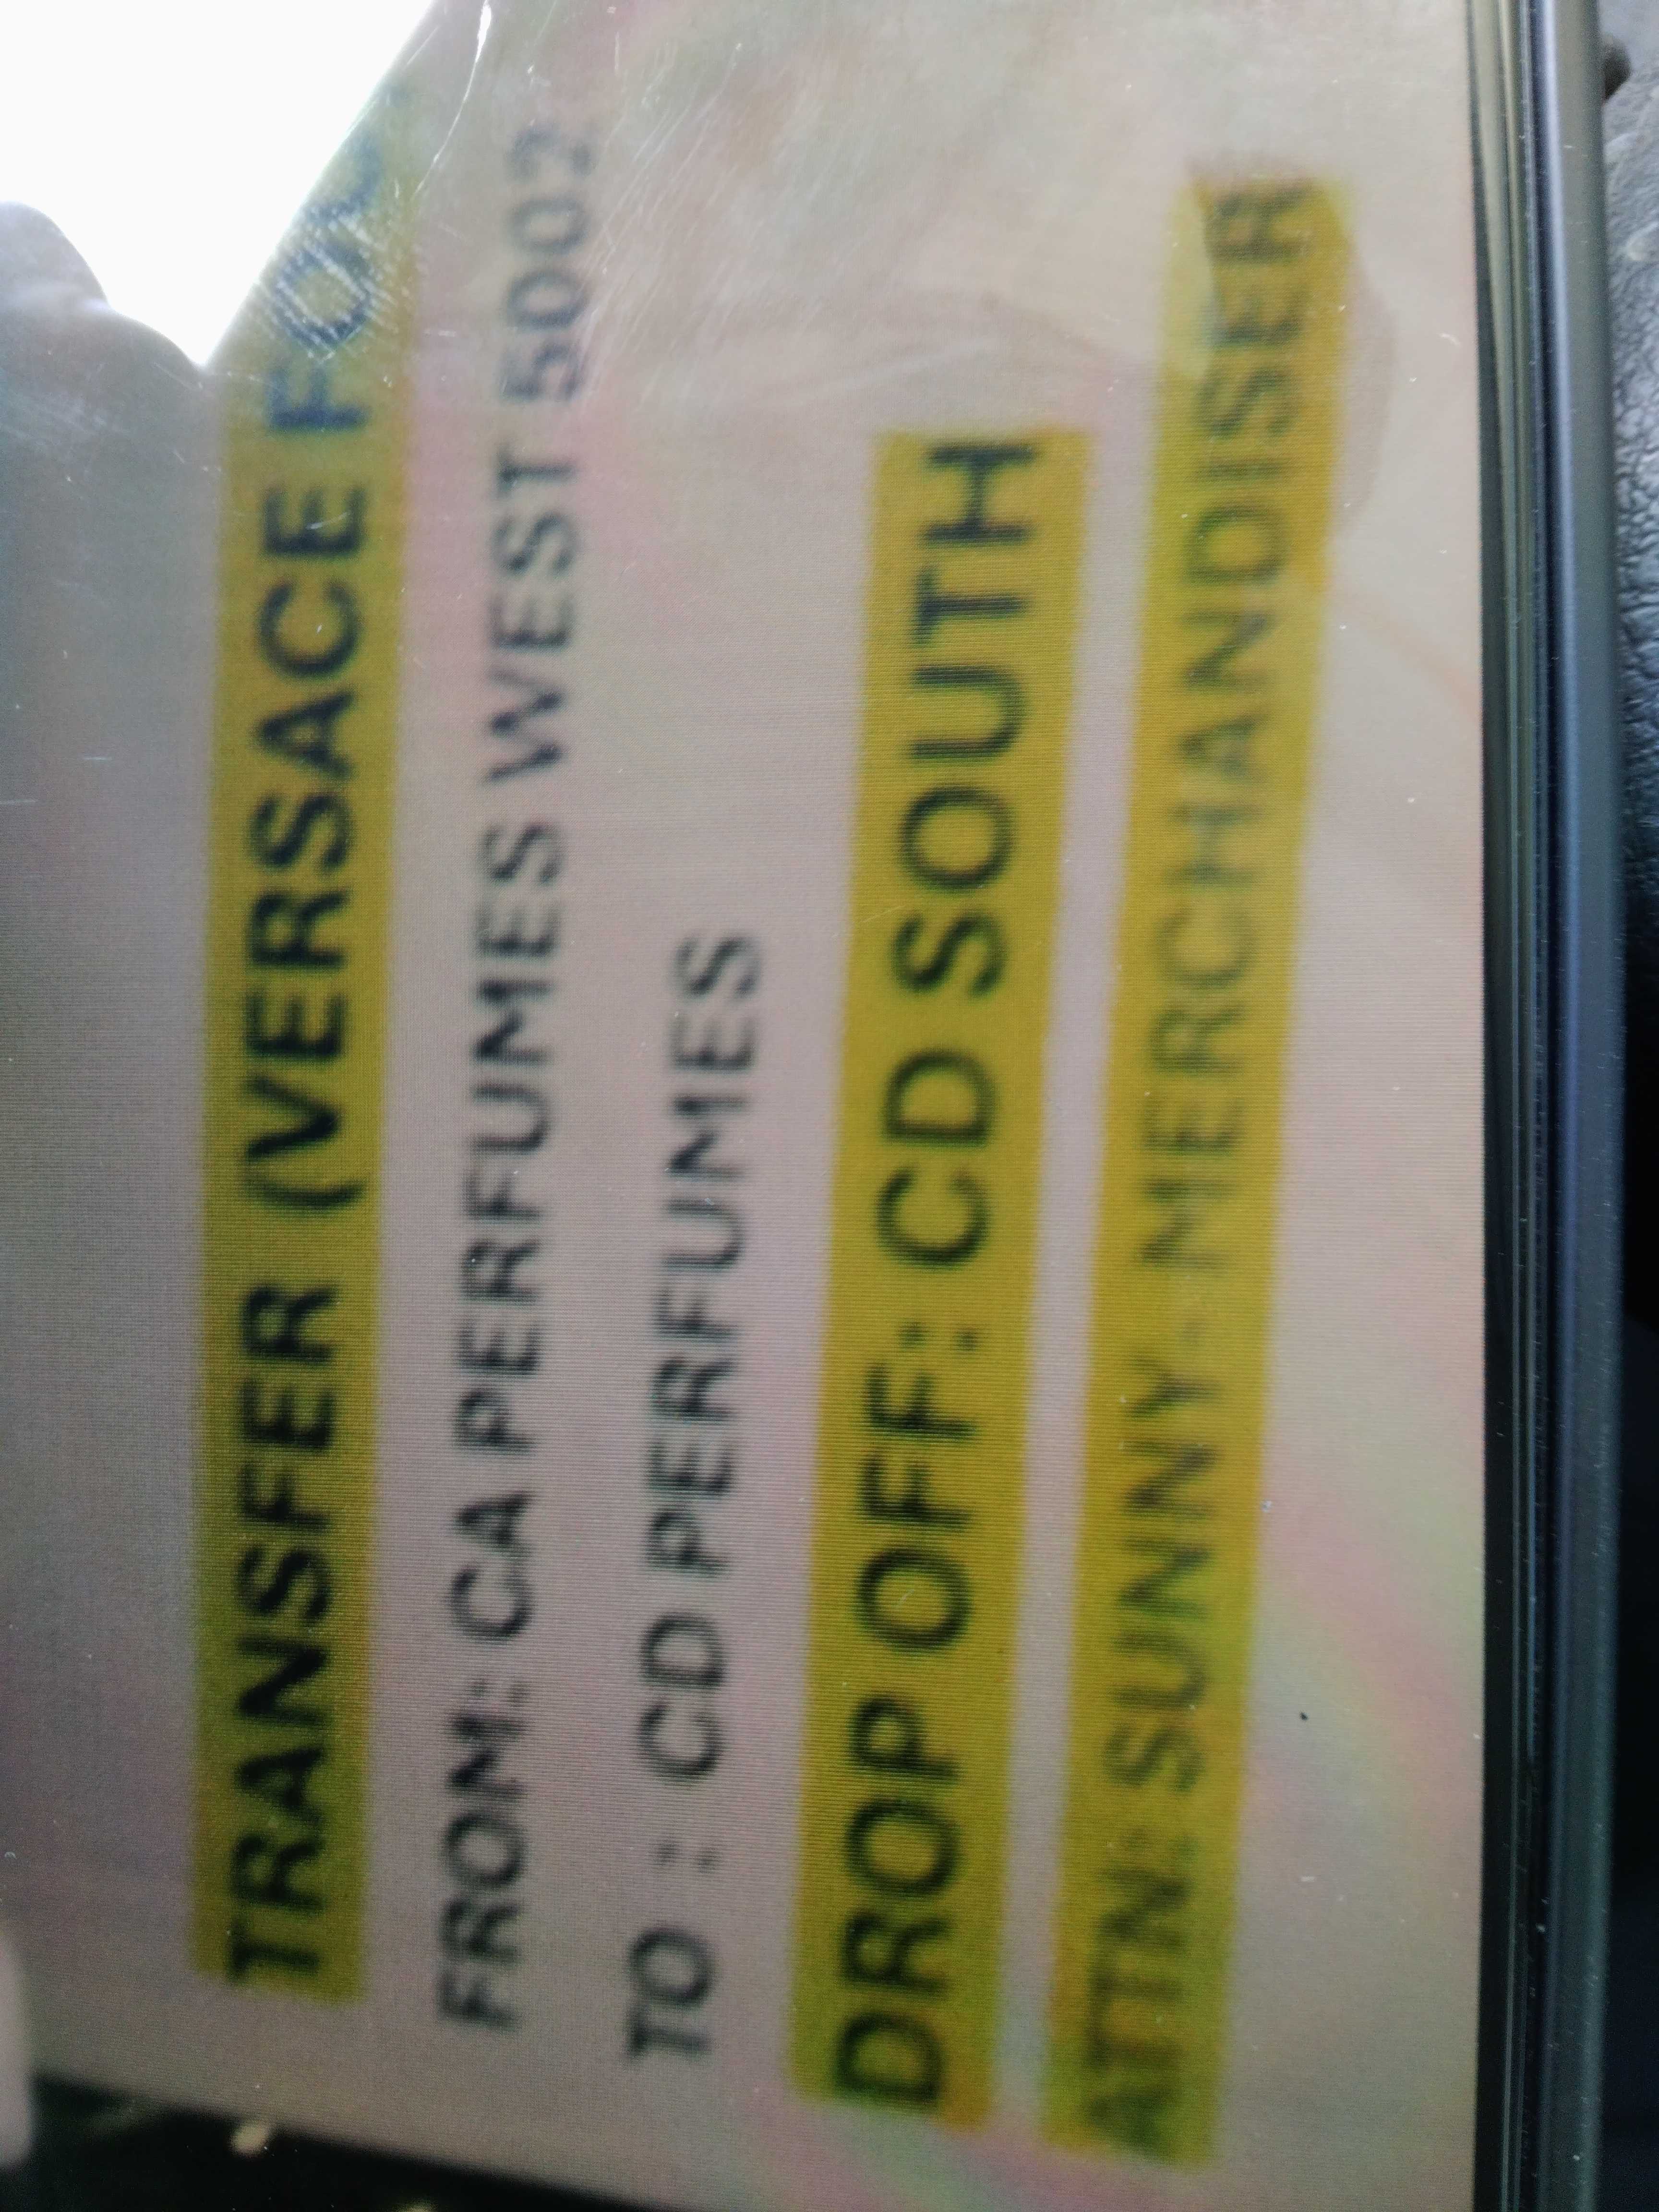 TRANSFER (VERSACE
FROM: CA PERFUMES WEST 5002
TO : CD PERFUMES
DROP OFF: CD SOUTH
ATTN: SUNNY - MERCHANDISER